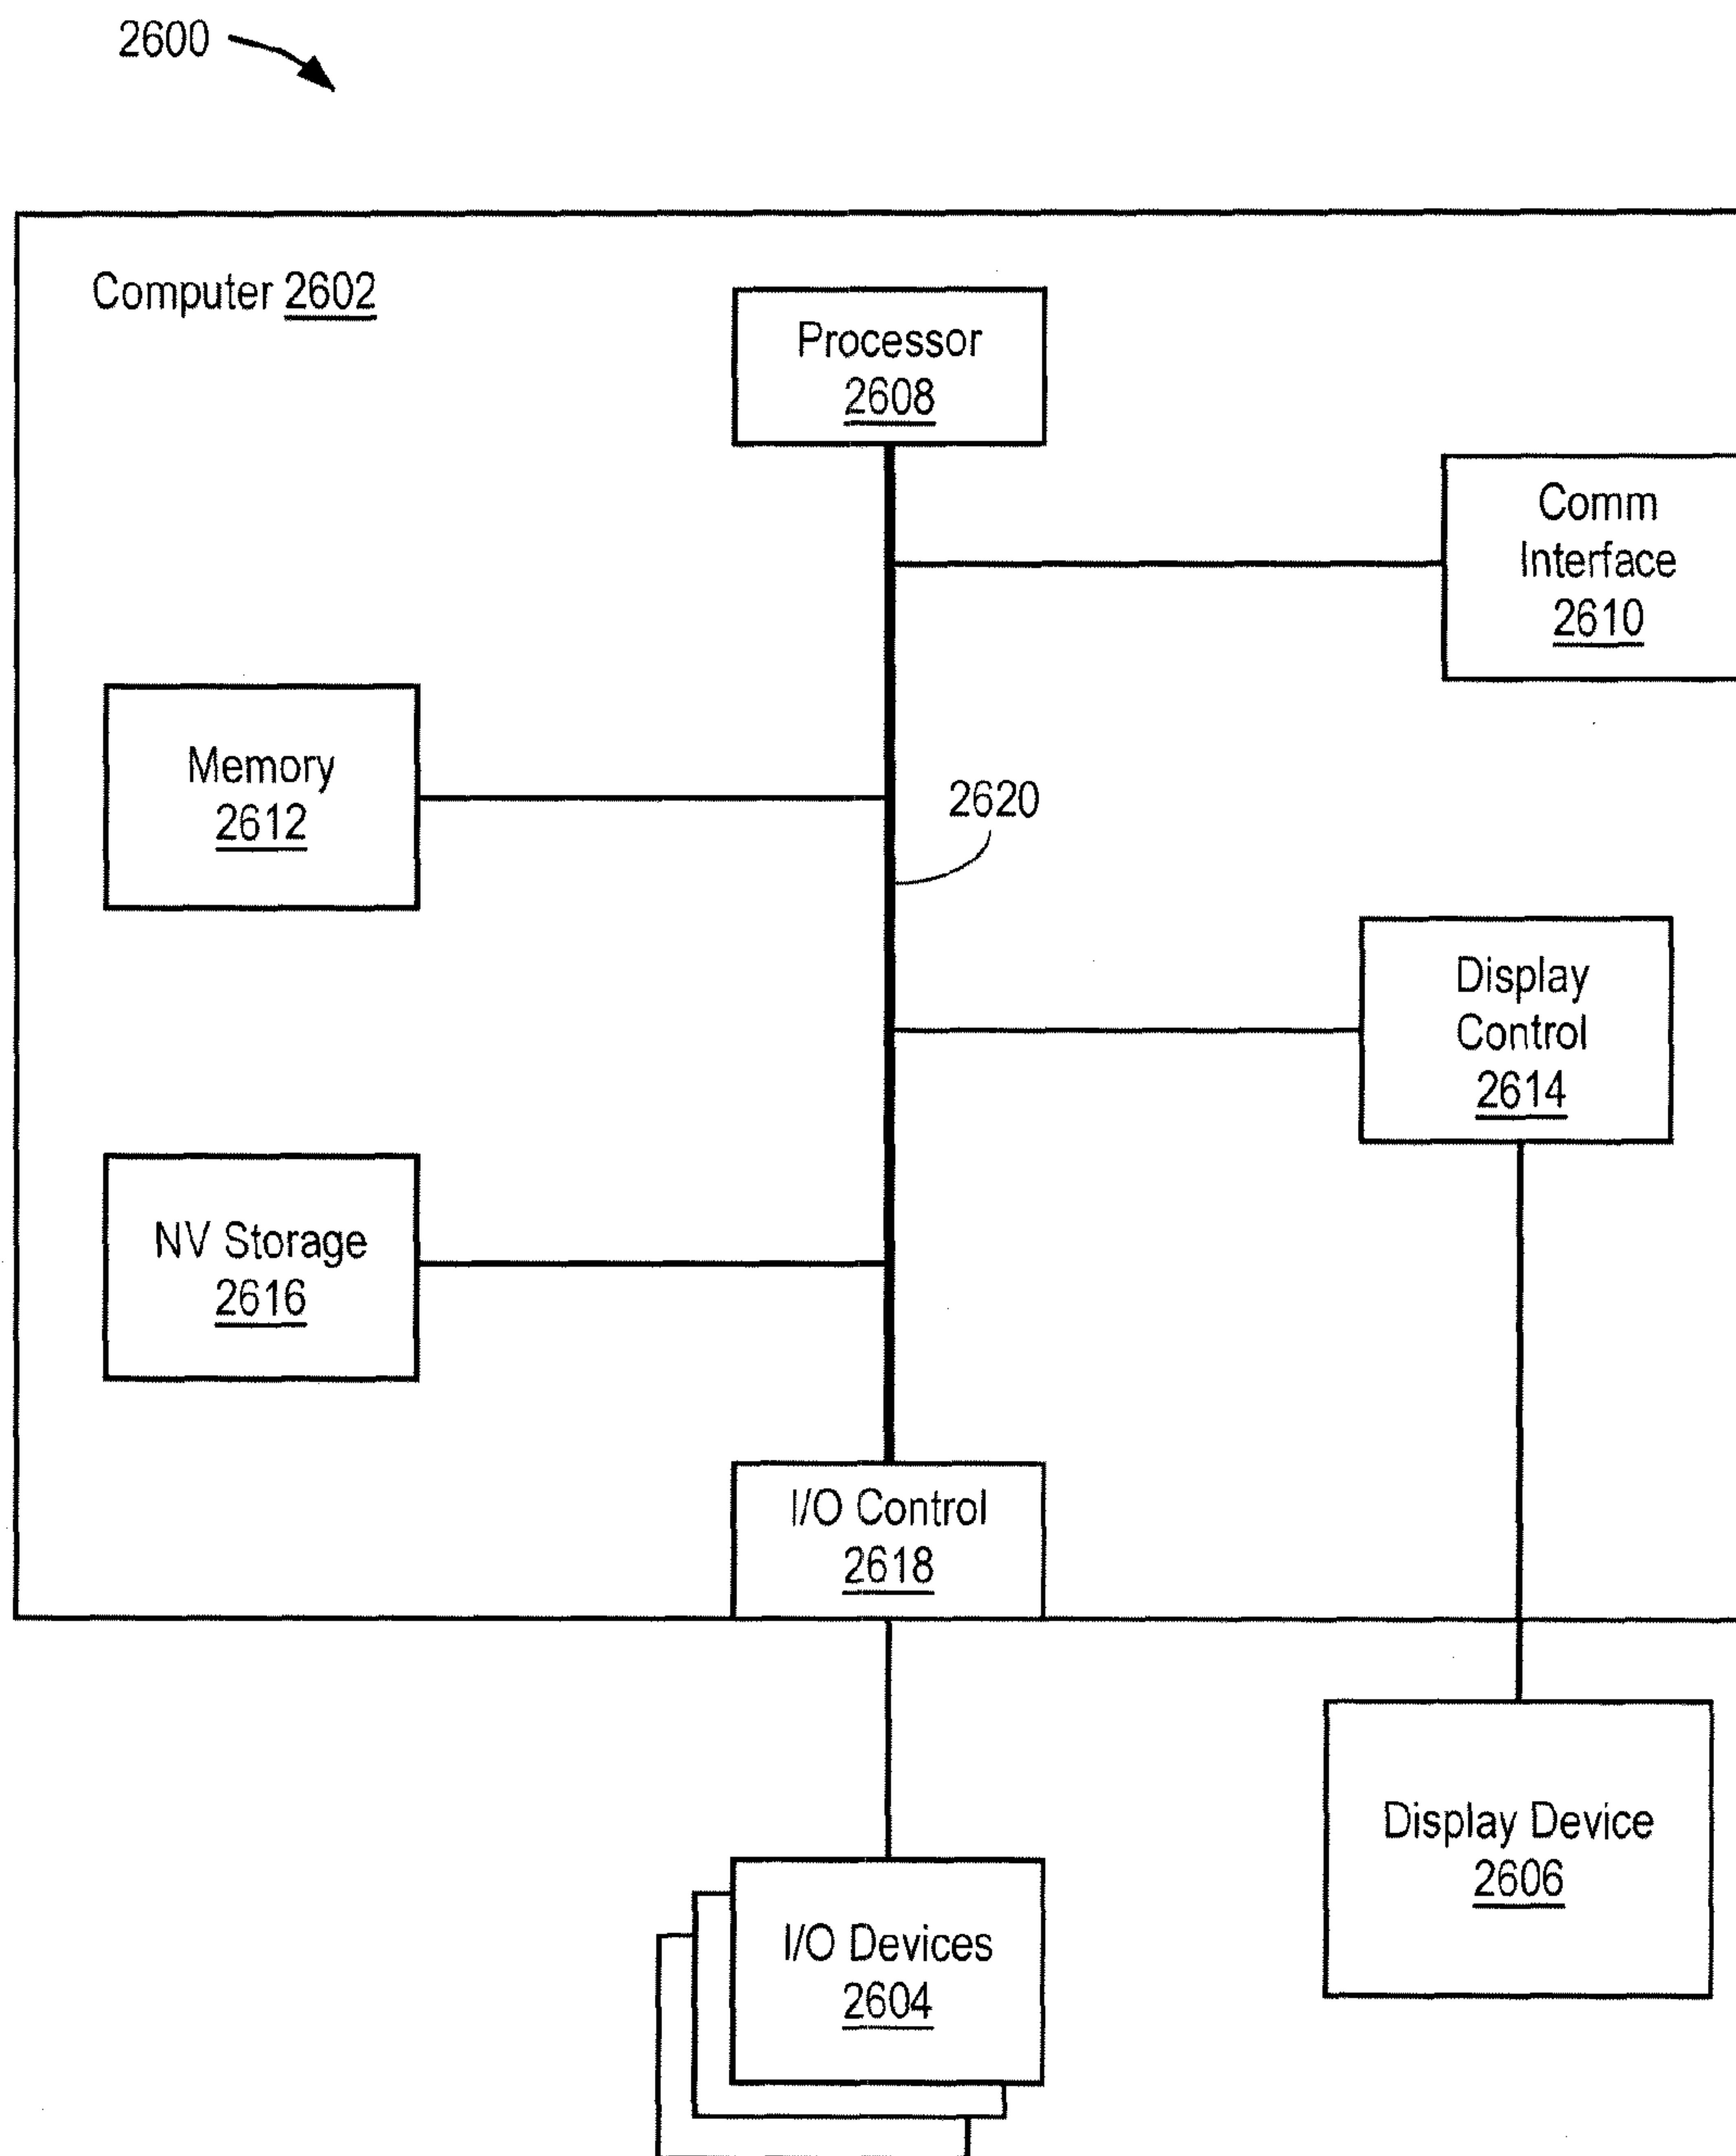 2600
Computer 2602
Processor
2608
Comm
Interface
2610
Memory
2612
2620
Display
Control
2614
NV Storage
2616
I/O Control
2618
Display Device
2606
I/O Devices
2604